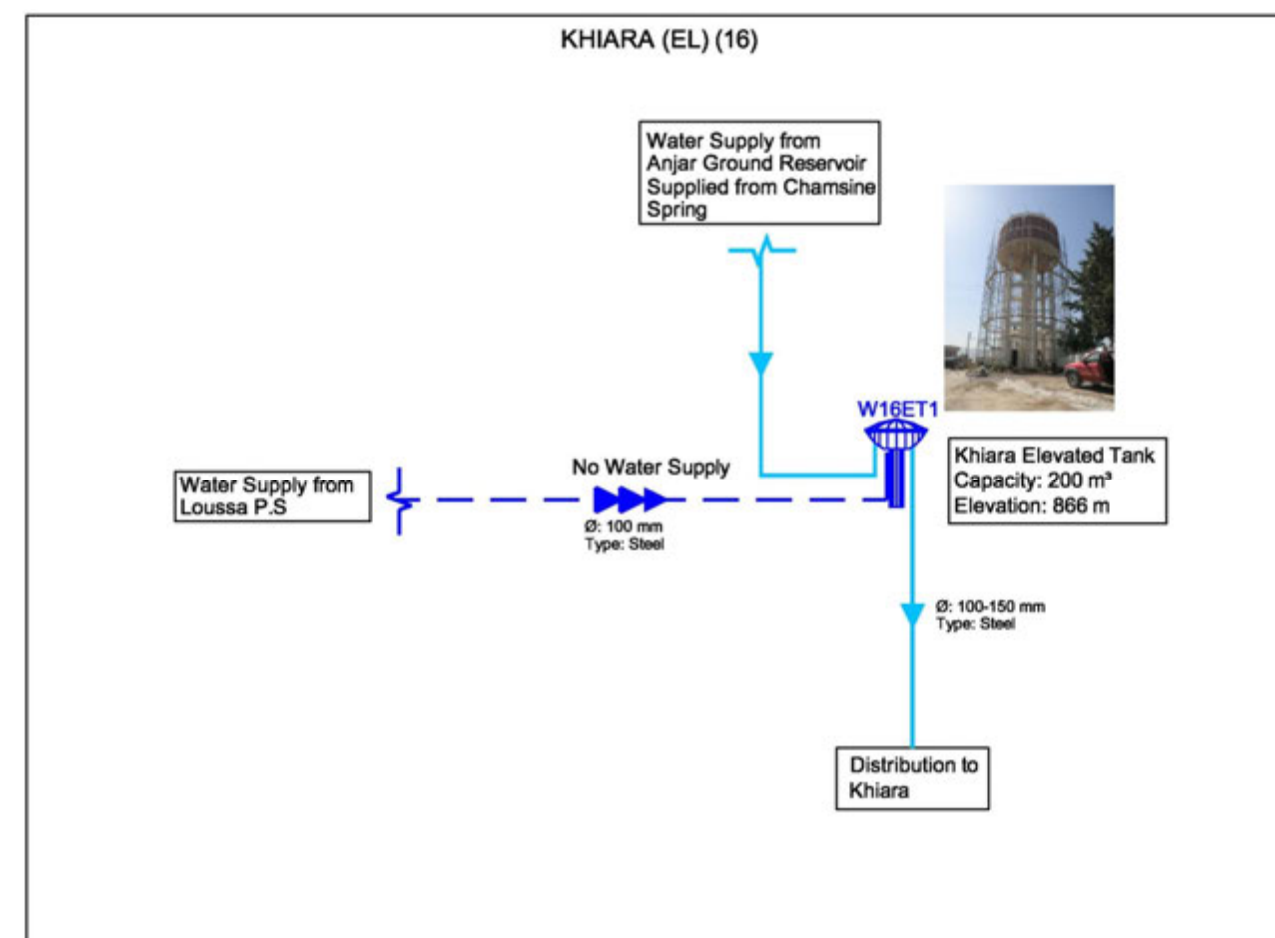 KHIARA (EL) (16)
Water Supply from
Anjar Ground Reservoir
Supplied from Chamsine
Spring
W16ET1
Khiara Elevated Tank
Capacity: 200 m³
Elevation: 866 m
No Water Supply
Water Supply from
Loussa P.S
Ø: 100 mm
Type: Steel
Ø: 100-150 mm
Type: Steel
Distribution to
Khiara